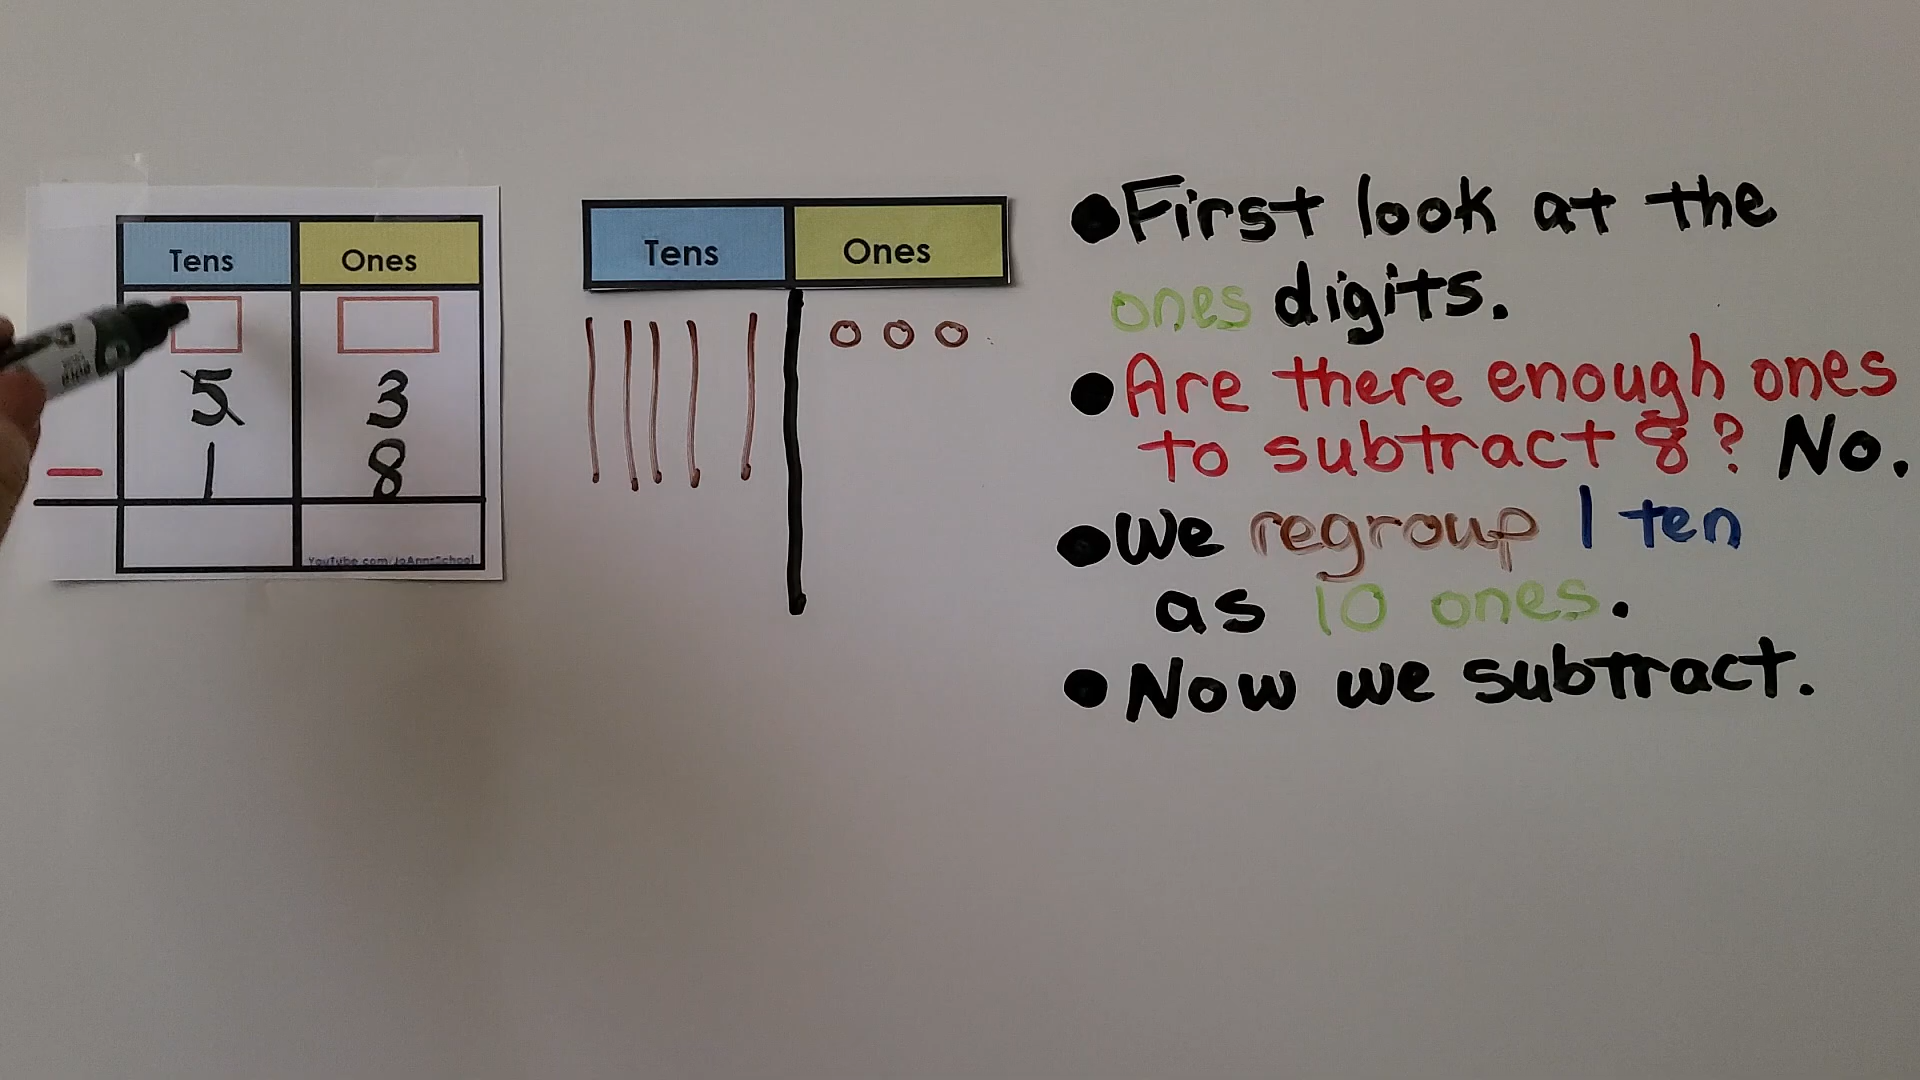 Tens Ones
5 3
- 1 8
YouTube.com/JoAnnsSchool
Tens Ones
•First look at the
ones digits.
•Are there enough ones
to subtract 8? No.
•We regroup 1 ten
as 10 ones.
•Now we subtract.